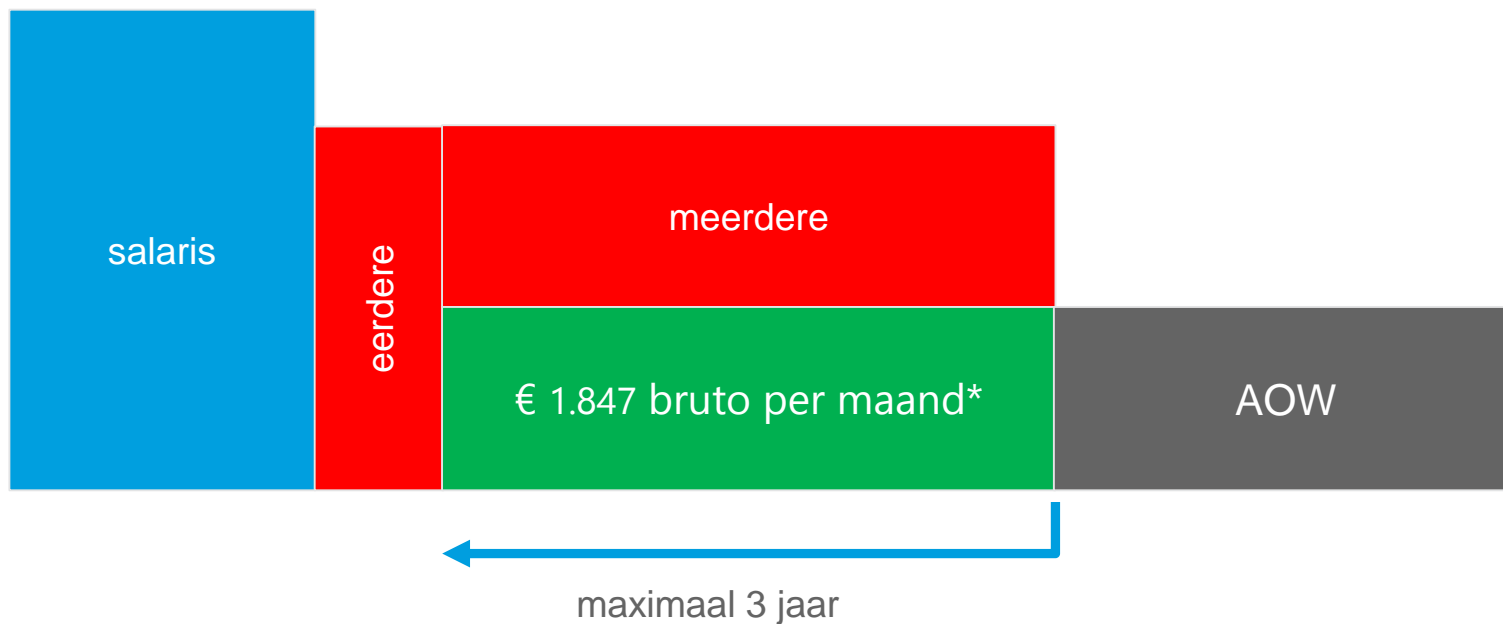 salaris
eerdere
meerdere
€ 1.847 bruto per maand*
AOW
maximaal 3 jaar